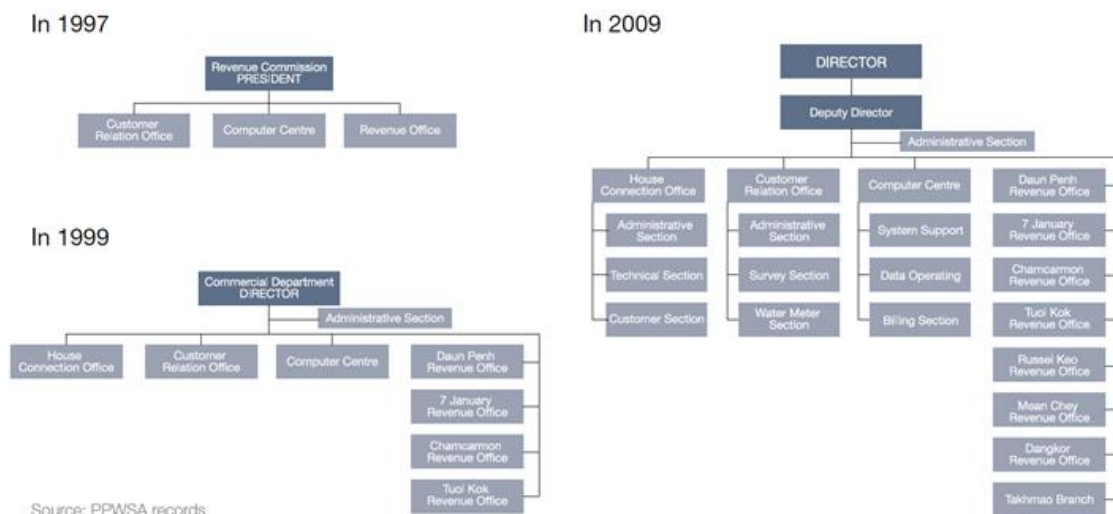 In 1997
Revenue Commission
PRESIDENT
Customer
Relation Office
Computer Centre
Revenue Office
In 1999
Commercial Department
DIRECTOR
Administrative Section
House
Connection Office
Customer
Relation Office
Computer Centre
Daun Penh
Revenue Office
7 January
Revenue Office
Chamcarmon
Revenue Office
Tuol Kok
Revenue Office
Source: PPWSA records
In 2009
DIRECTOR
Deputy Director
Administrative Section
House
Connection Office
Administrative
Section
Technical Section
Customer Section
Customer
Relation Office
Administrative
Section
Survey Section
Water Meter
Section
Computer Centre
System Support
Data Operating
Billing Section
Daun Penh
Revenue Office
7 January
Revenue Office
Chamcarmon
Revenue Office
Tuol Kok
Revenue Office
Russei Keo
Revenue Office
Mean Chey
Revenue Office
Dangkor
Revenue Office
Takhmao Branch